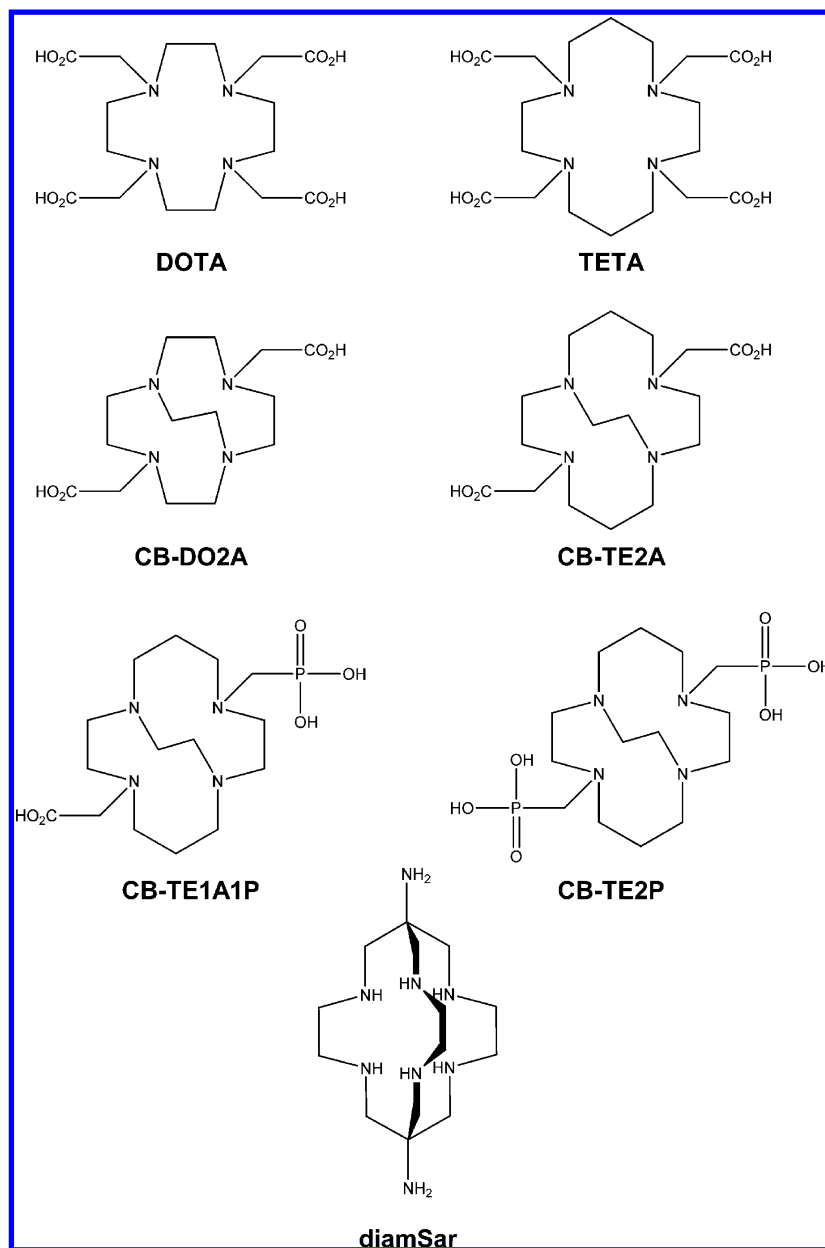 HO₂C CO₂H HO₂C CO₂H
N N N N
N N N N
HO₂C CO₂H HO₂C CO₂H
DOTA TETA
CO₂H CO₂H
N N N N
N N N N
HO₂C HO₂C
CB-DO2A CB-TE2A
O O
P OH P OH
N N OH N N OH
OH
N N HO P N N
HO₂C O
CB-TE1A1P CB-TE2P
NH₂
HN
NH HN
NH HN HN
NH₂
diamSar